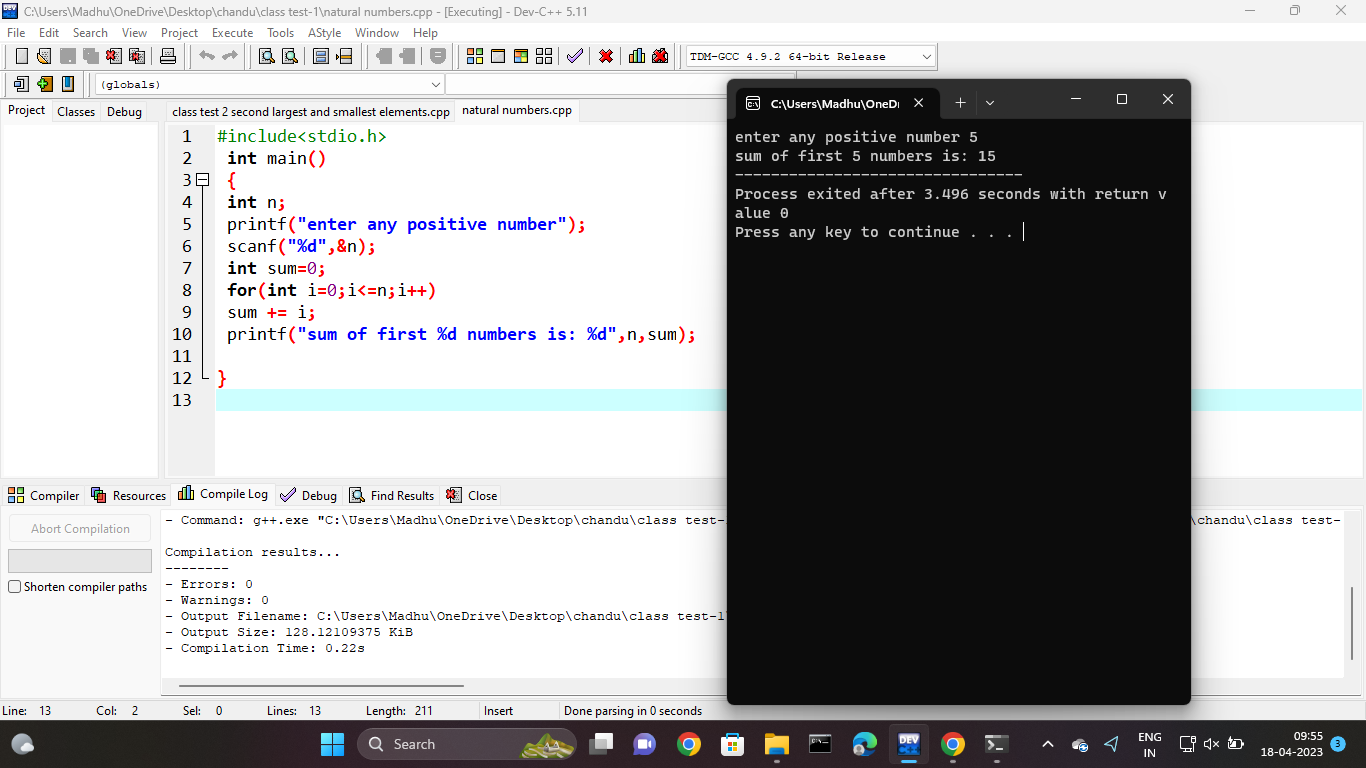 C:\Users\Madhu\OneDrive\Desktop\chandu\class test-1\natural numbers.cpp - [Executing] - Dev-C++ 5.11
File Edit Search View Project Execute Tools AStyle Window Help
TDM-GCC 4.9.2 64-bit Release
(globals)
Project Classes Debug
class test 2 second largest and smallest elements.cpp natural numbers.cpp
1 #include<stdio.h>
2 int main()
3 {
4 int n;
5 printf("enter any positive number");
6 scanf("%d",&n);
7 int sum=0;
8 for(int i=0;i<=n;i++)
9 sum += i;
10 printf("sum of first %d numbers is: %d",n,sum);
11
12 }
13
C:\Users\Madhu\OneD
enter any positive number 5
sum of first 5 numbers is: 15
--------------------------------
Process exited after 3.496 seconds with return v
alue 0
Press any key to continue . . .
Compiler Resources Compile Log Debug Find Results Close
Abort Compilation
Shorten compiler paths
- Command: g++.exe "C:\Users\Madhu\OneDrive\Desktop\chandu\class test- \chandu\class test-
Compilation results...
--------
- Errors: 0
- Warnings: 0
- Output Filename: C:\Users\Madhu\OneDrive\Desktop\chandu\class test-1
- Output Size: 128.12109375 KiB
- Compilation Time: 0.22s
Line: 13 Col: 2 Sel: 0 Lines: 13 Length: 211 Insert Done parsing in 0 seconds
Search
DEV
ENG
IN
09:55
18-04-2023
3